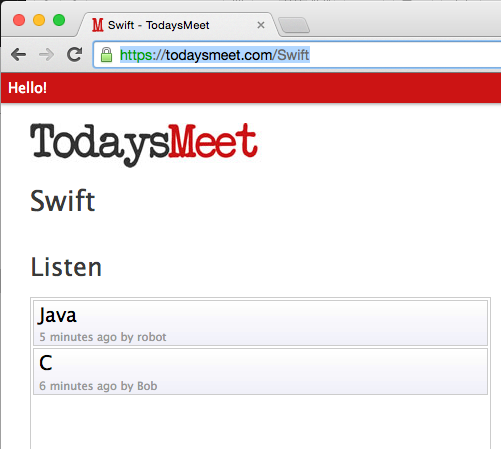 Swift - TodaysMeet
https://todaysmeet.com/Swift
Hello!
TodaysMeet
Swift
Listen
Java
5 minutes ago by robot
C
6 minutes ago by Bob